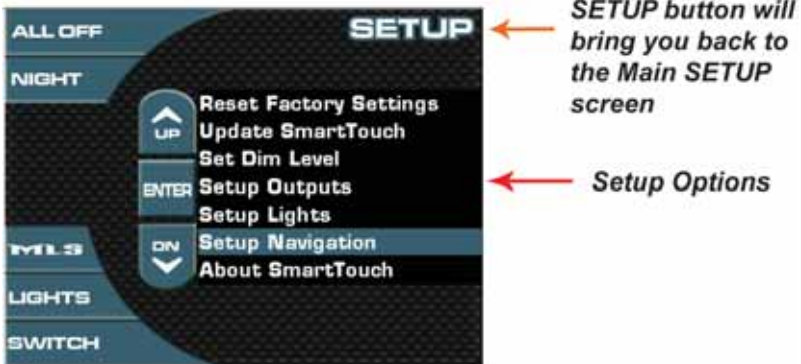 ALL OFF
NIGHT
SETUP
SETUP button will
bring you back to
the Main SETUP
screen
UP
ENTER
DN
Reset Factory Settings
Update SmartTouch
Set Dim Level
Setup Outputs
Setup Lights
Setup Navigation
About SmartTouch
Setup Options
MLS
LIGHTS
SWITCH